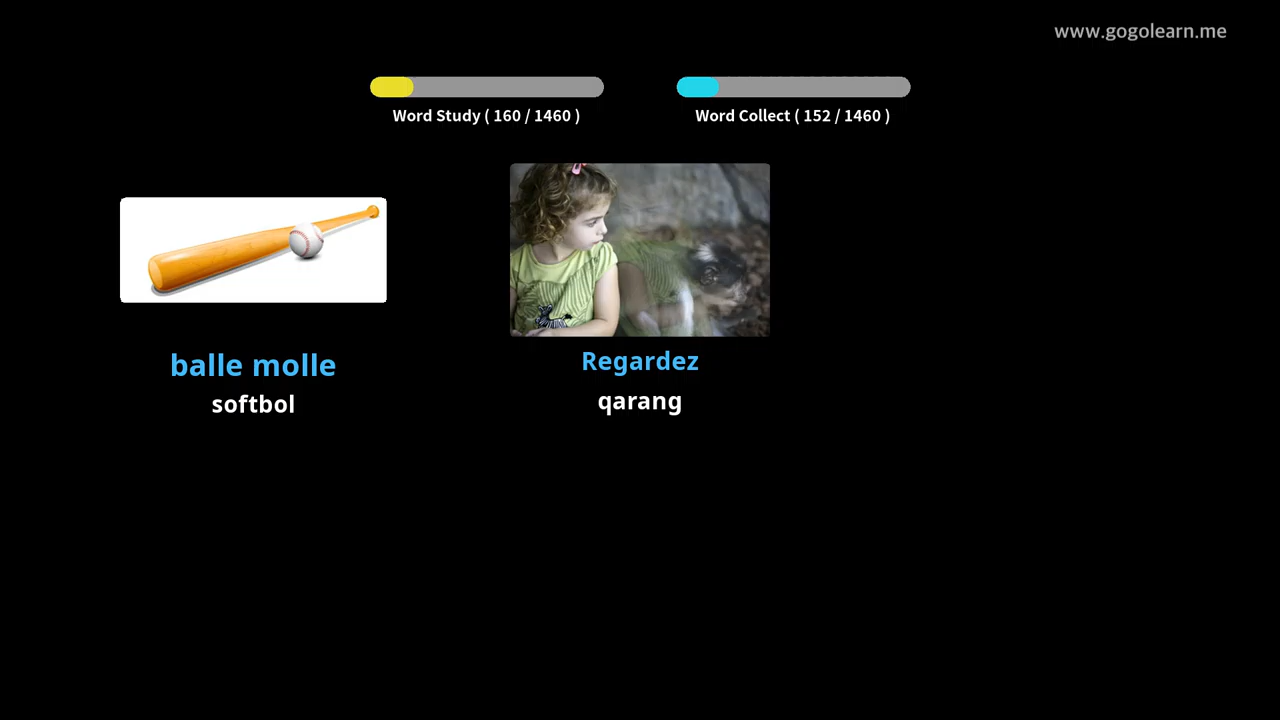 www.gogolearn.me
Word Study ( 160 / 1460 )
Word Collect ( 152 / 1460 )
balle molle
softbol
Regardez
qarang